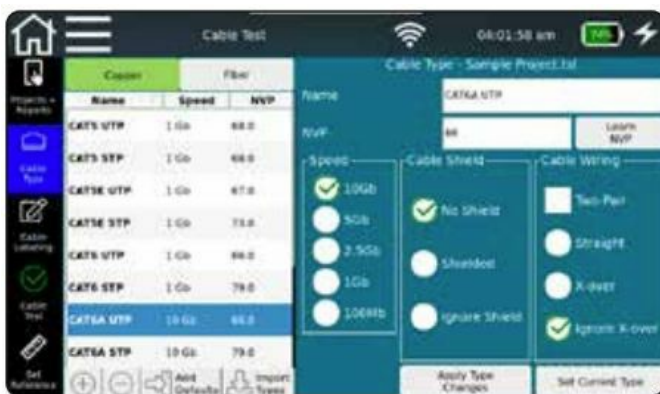 Cable Test
04:01:58 am
Cable Type - Sample Project.txt
Copper
Fiber
Name Speed NVP
CAT5 UTP 1 Gb 68.0
CAT5 STP 1 Gb
CAT5E UTP 1 Gb 67.0
CAT5E STP 1 Gb 73.0
CAT6 UTP 1 Gb
CAT6 STP 1 Gb 79.0
CAT6A UTP 10 Gb
CAT6A STP 10 Gb 79.0
Add Defaults
Import Types
Projects + Reports
Cable Type
Cable Labeling
Cable Test
Set Reference
Name
CAT6A UTP
NVP
Learn NVP
Speed
10Gb
5Gb
2.5Gb
1Gb
100Mb
Cable Shield
No Shield
Shielded
Ignore Shield
Cable Wiring
Two-Pair
Straight
X-over
Ignore X-over
Apply Type Changes
Set Current Type